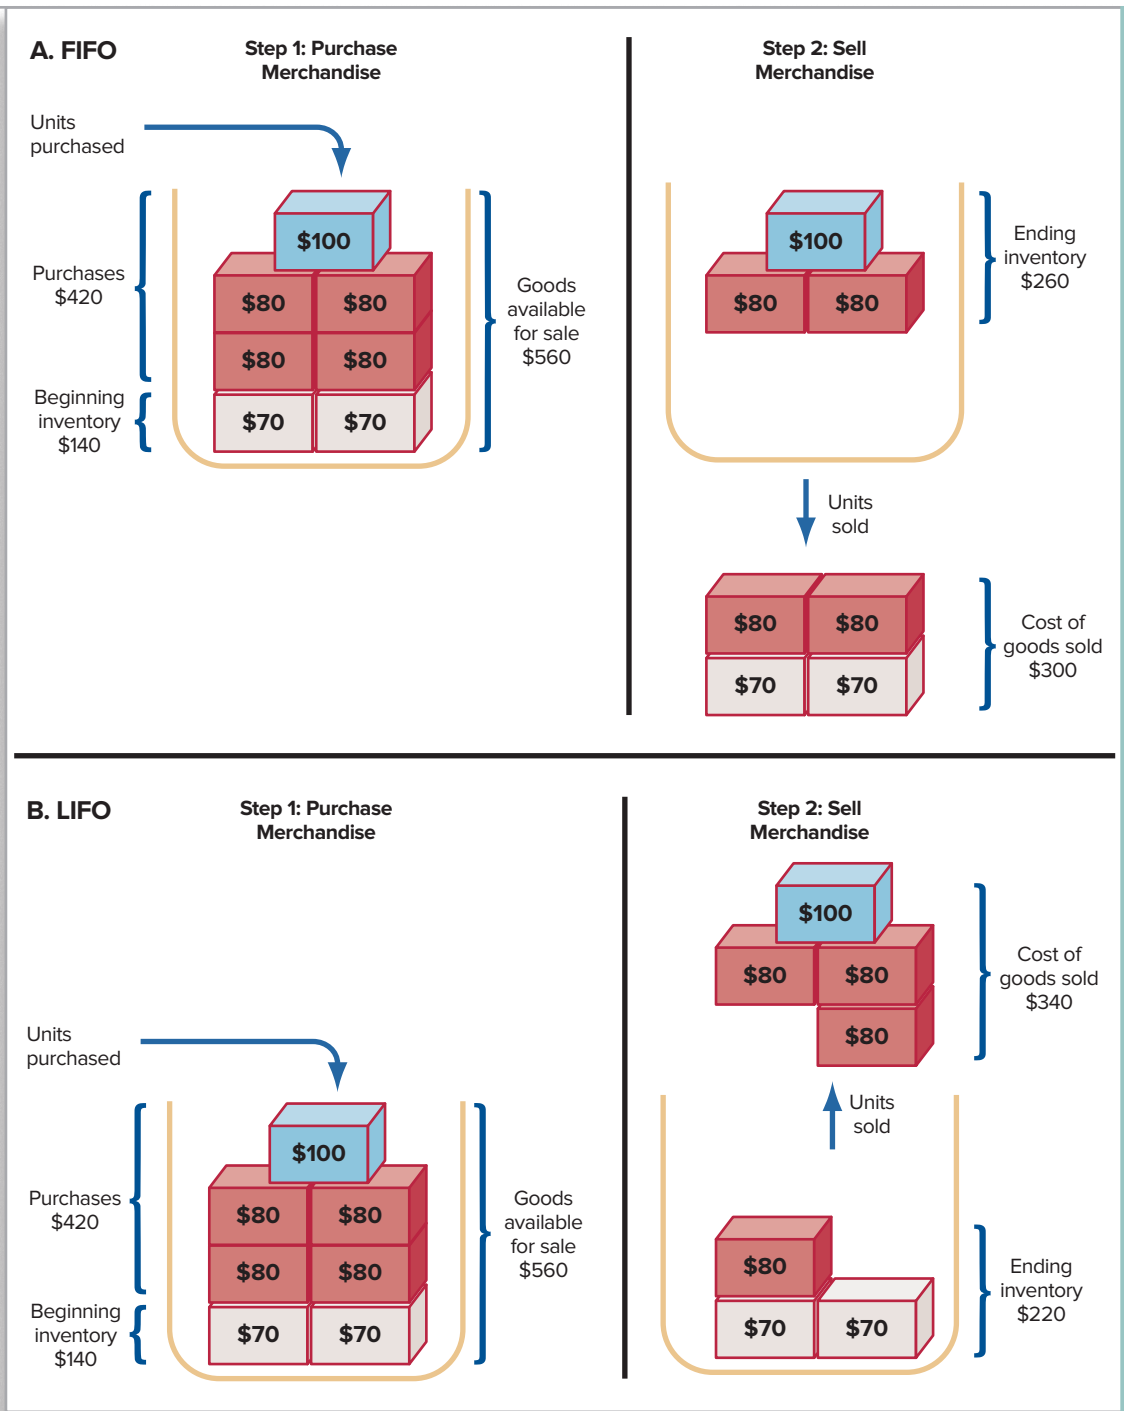 A. FIFO
Step 1: Purchase
Merchandise
Step 2: Sell
Merchandise
Units
purchased
Purchases
$420
Beginning
inventory
$140
$100
$80 $80
$80 $80
$70 $70
Goods
available
for sale
$560
$100
$80 $80
Ending
inventory
$260
Units
sold
$80 $80
$70 $70
Cost of
goods sold
$300
B. LIFO
Step 1: Purchase
Merchandise
Step 2: Sell
Merchandise
Units
purchased
Purchases
$420
Beginning
inventory
$140
$100
$80 $80
$80 $80
$70 $70
Goods
available
for sale
$560
$100
$80 $80
$80
Cost of
goods sold
$340
Units
sold
$80
$70 $70
Ending
inventory
$220